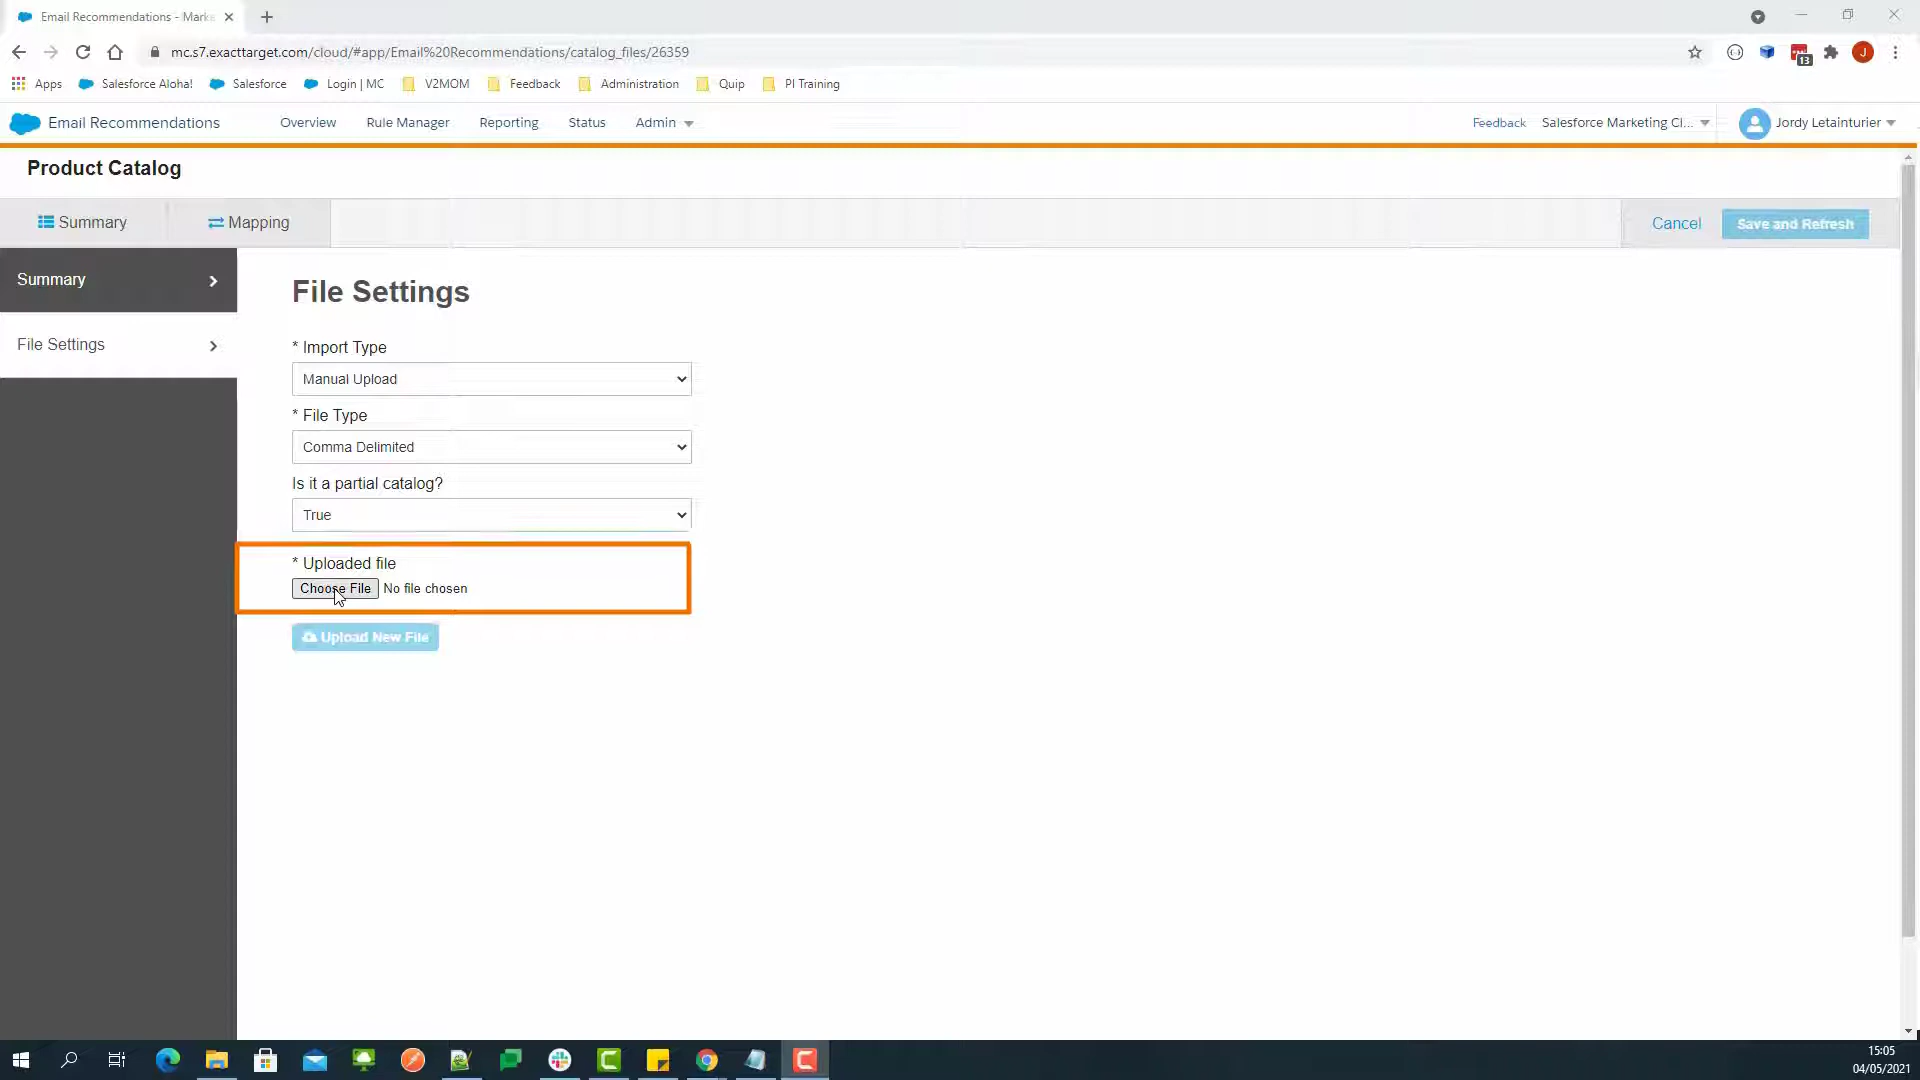 Email Recommendations - Marke
mc.s7.exacttarget.com/cloud/#app/Email%20Recommendations/catalog_files/26359
13
J
Apps
Salesforce Aloha!
Salesforce
Login | MC
V2MOM
Feedback
Administration
Quip
PI Training
Email Recommendations
Overview
Rule Manager
Reporting
Status
Admin
Feedback
Salesforce Marketing Cl...
Jordy Letainturier
Product Catalog
Summary
Mapping
Cancel
Save and Refresh
Summary
File Settings
File Settings
* Import Type
Manual Upload
* File Type
Comma Delimited
Is it a partial catalog?
True
* Uploaded file
Choose File No file chosen
Upload New File
15:05
04/05/2021